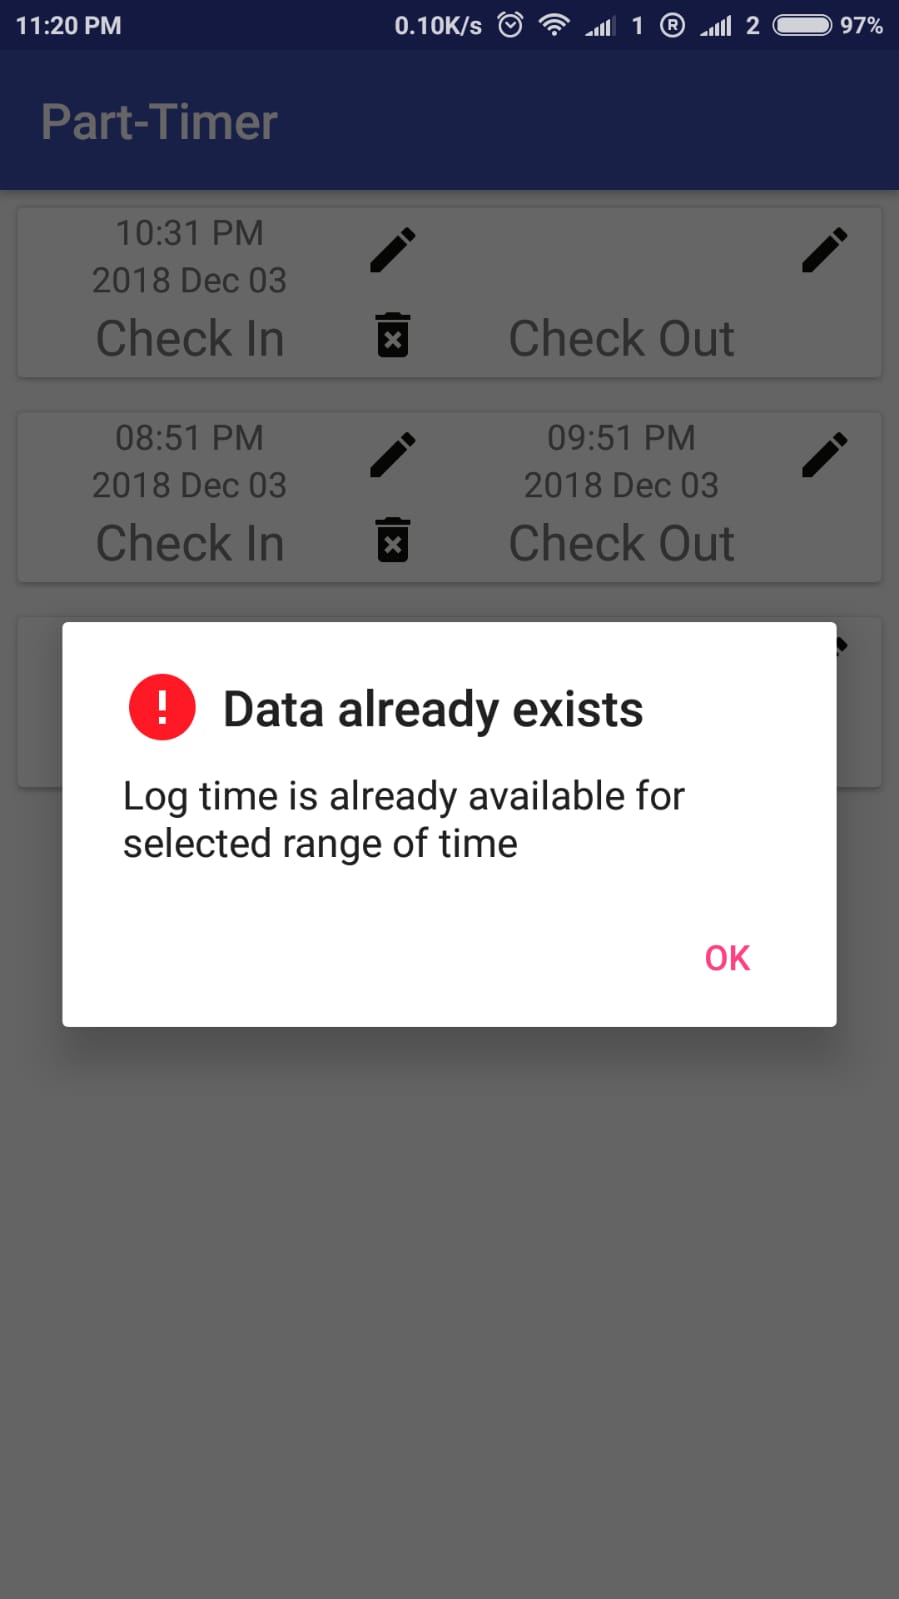 11:20 PM 0.10K/s 1 R 2 97%
Part-Timer
10:31 PM
2018 Dec 03
Check In Check Out
08:51 PM 09:51 PM
2018 Dec 03 2018 Dec 03
Check In Check Out
Data already exists
Log time is already available for
selected range of time
OK